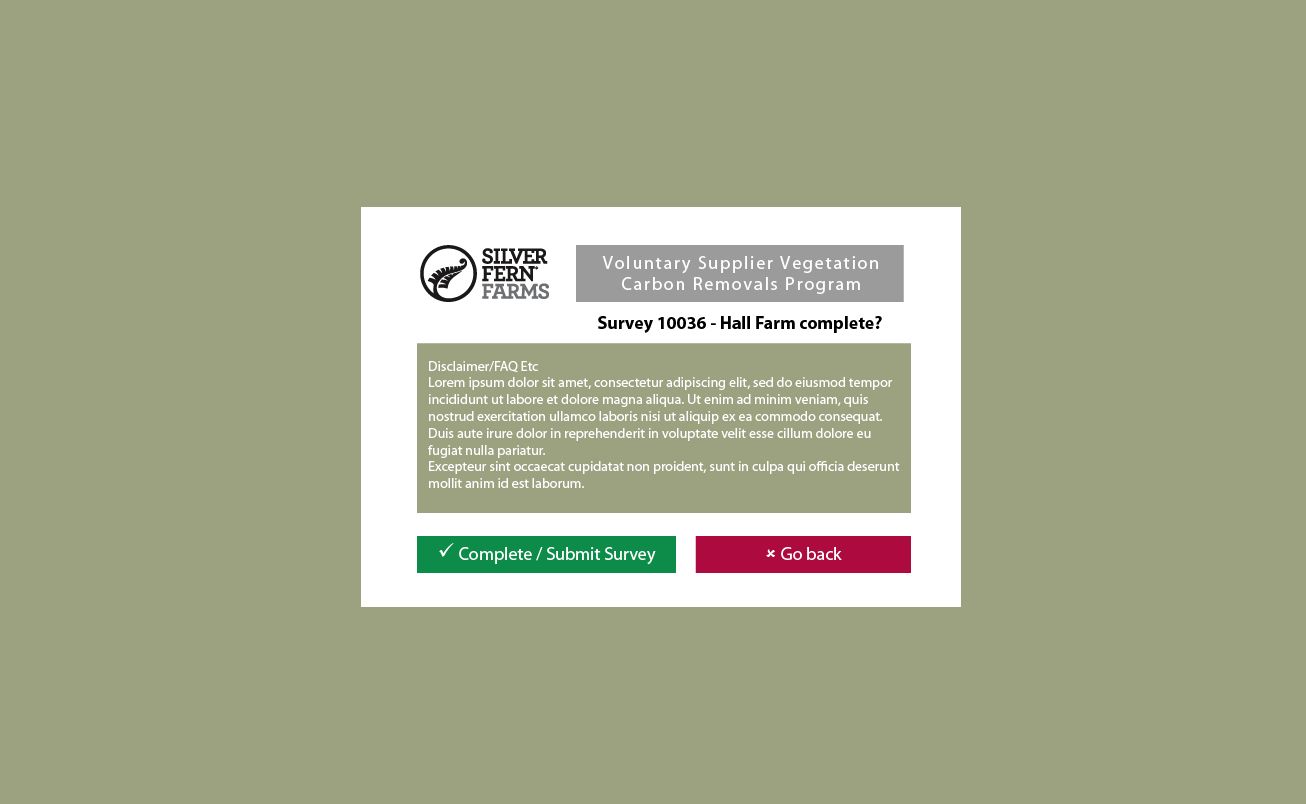 SILVER
FERN®
FARMS
Voluntary Supplier Vegetation
Carbon Removals Program
Survey 10036 - Hall Farm complete?
Disclaimer/FAQ Etc
Lorem ipsum dolor sit amet, consectetur adipiscing elit, sed do eiusmod tempor
incididunt ut labore et dolore magna aliqua. Ut enim ad minim veniam, quis
nostrud exercitation ullamco laboris nisi ut aliquip ex ea commodo consequat.
Duis aute irure dolor in reprehenderit in voluptate velit esse cillum dolore eu
fugiat nulla pariatur.
Excepteur sint occaecat cupidatat non proident, sunt in culpa qui officia deserunt
mollit anim id est laborum.
✓ Complete / Submit Survey
× Go back